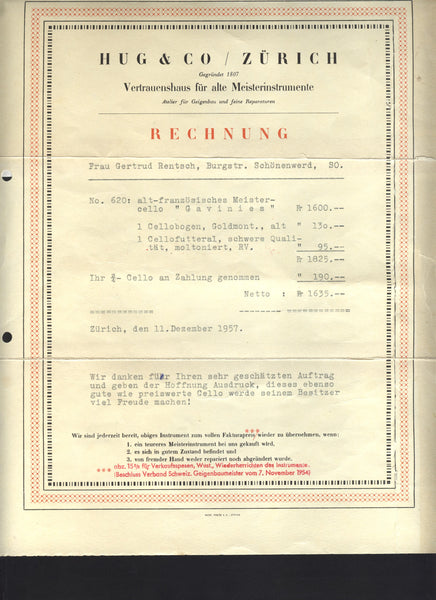 HUG & CO / ZÜRICH
Gegründet 1807
Vertrauenshaus für alte Meisterinstrumente
Atelier für Geigenbau und feine Reparaturen
RECHNUNG
Frau Gertrud Rentsch, Burgstr. Schönenwerd, SO.
No. 620: alt-französisches Meister-
cello " G a v i n i e s " Fr 1600.--
1 Cellobogen, Goldmont., alt " 130.--
1 Cellofutteral, schwere Quali-
tät, moltoniert, RV. " 95.--
Fr 1825.--
Ihr ¾- Cello an Zahlung genommen " 190.--
Netto : Fr 1635.--
Zürich, den 11. Dezember 1957.
Wir danken für Ihren sehr geschätzten Auftrag
und geben der Hoffnung Ausdruck, dieses ebenso
gute wie preiswerte Cello werde seinem Besitzer
viel Freude machen!
Wir sind jederzeit bereit, obiges Instrument zum vollen Fakturapreis *** wieder zu übernehmen, wenn:
1. ein teureres Meisterinstrument bei uns gekauft wird,
2. es sich in gutem Zustand befindet und
3. von fremder Hand weder repariert noch abgeändert wurde.
*** abz. 15% für Verkaufsspesen, Wust., Wiederherrichten des Instruments.
(Beschluss Verband Schweiz. Geigenbaumeister vom 7. November 1954)